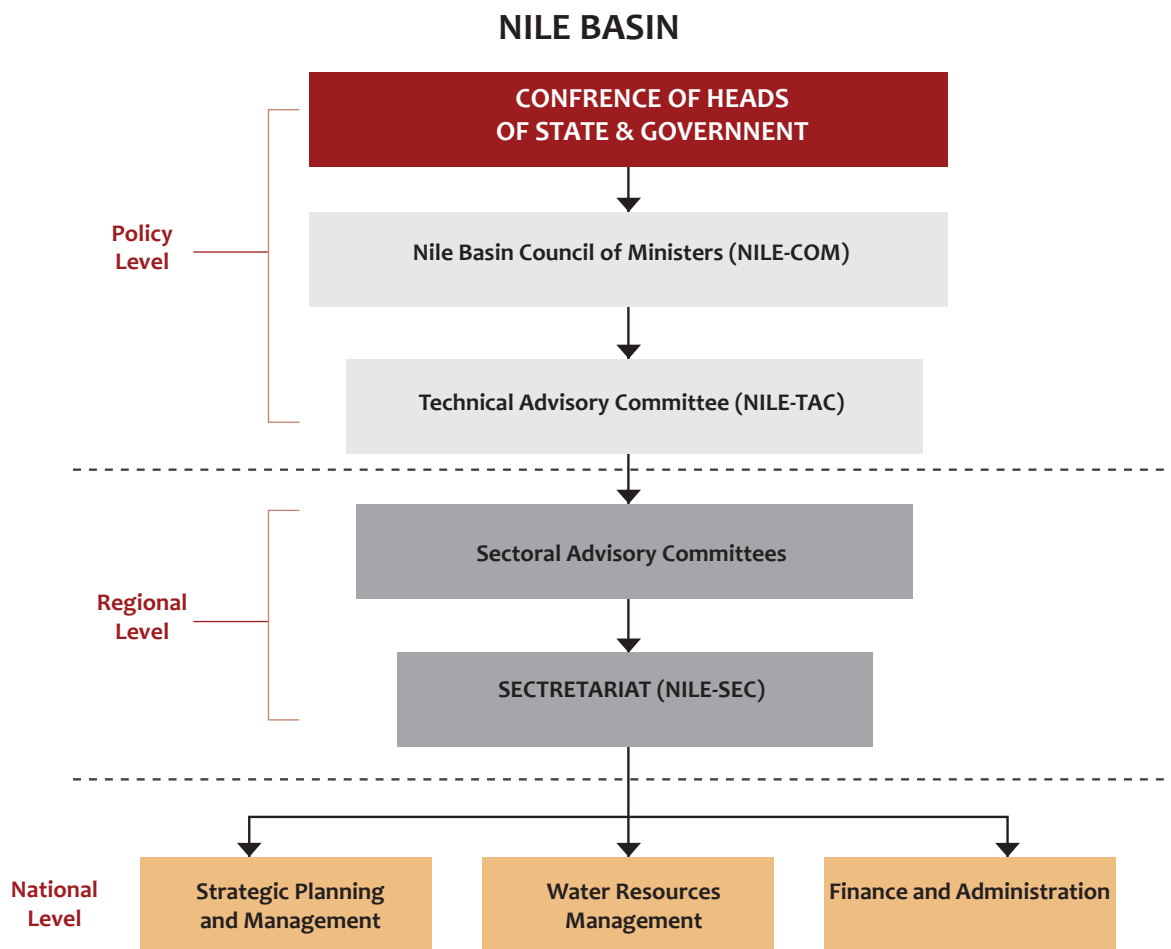 NILE BASIN
CONFRENCE OF HEADS
OF STATE & GOVERNNENT
Policy
Level
Nile Basin Council of Ministers (NILE-COM)
Technical Advisory Committee (NILE-TAC)
Regional
Level
Sectoral Advisory Committees
SECTRETARIAT (NILE-SEC)
National
Level
Strategic Planning
and Management
Water Resources
Management
Finance and Administration